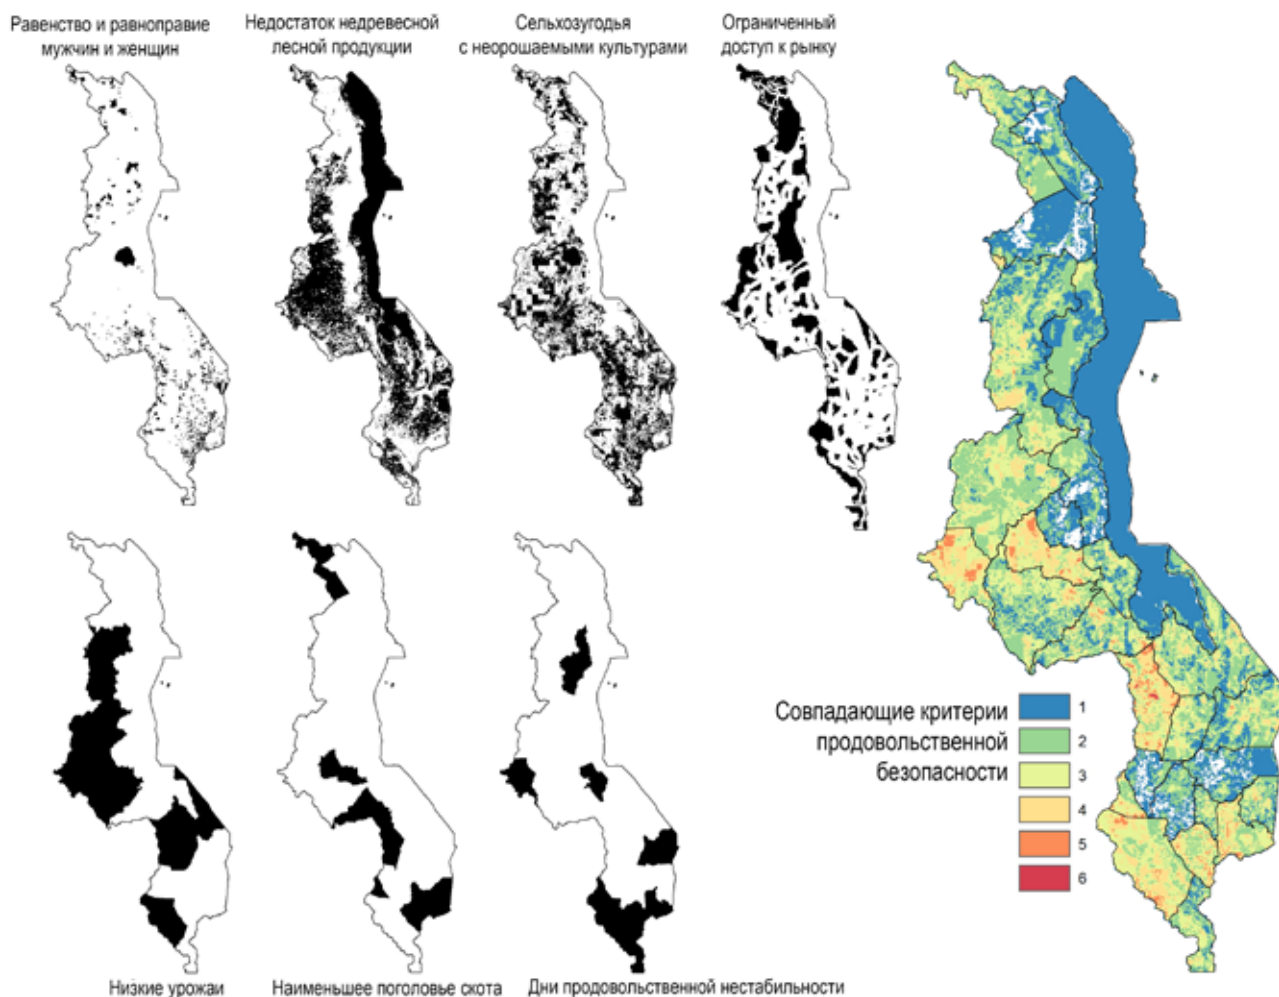 Равенство и равноправие
мужчин и женщин
Недостаток недревесной
лесной продукции
Сельхозугодья
с неорошаемыми культурами
Ограниченный
доступ к рынку
Совпадающие критерии
продовольственной
безопасности
1
2
3
4
5
6
Низкие урожаи
Наименьшее поголовье скота
Дни продовольственной нестабильности